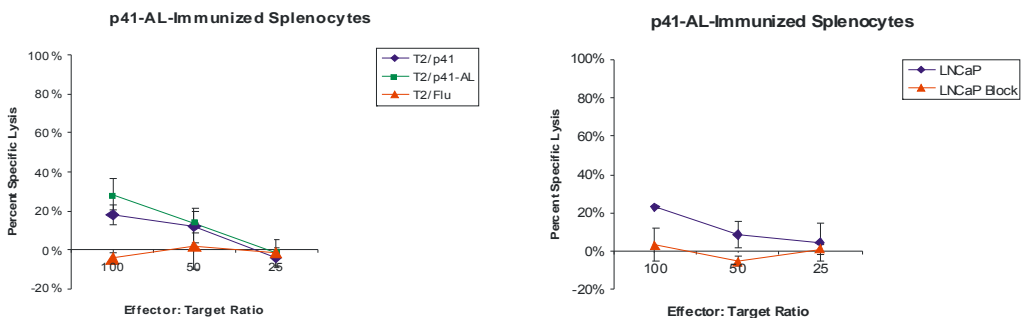 p41-AL-Immunized Splenocytes
Percent Specific Lysis
100%
80%
60%
40%
20%
0%
-20%
100
50
25
Effector: Target Ratio
T2/p41
T2/p41-AL
T2/Flu
p41-AL-Immunized Splenocytes
Percent Specific Lysis
100%
80%
60%
40%
20%
0%
-20%
100
50
25
Effector: Target Ratio
LNCaP
LNCaP Block